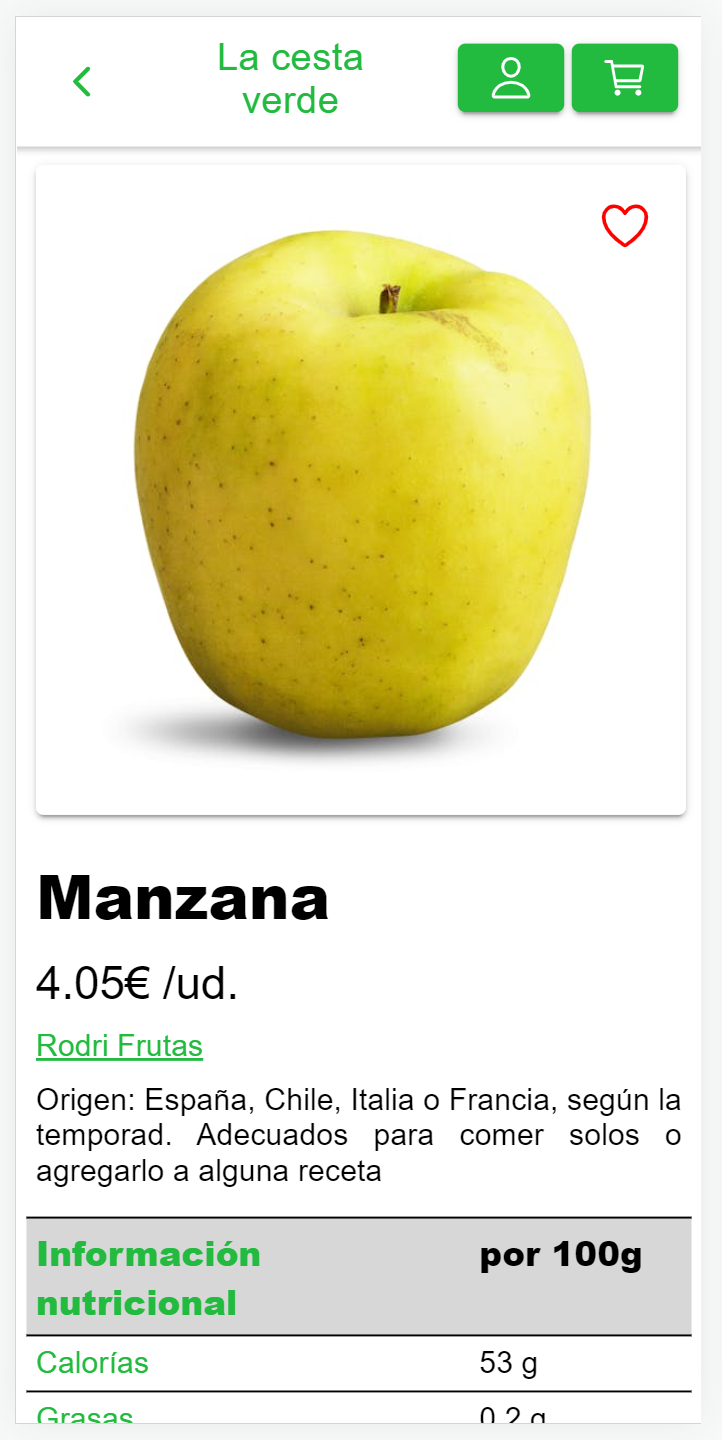 La cesta
verde
Manzana
4.05€ /ud.
Rodri Frutas
Origen: España, Chile, Italia o Francia, según la
temporad. Adecuados para comer solos o
agregarlo a alguna receta
Información por 100g
nutricional
Calorías 53 g
Grasas 0.2 g